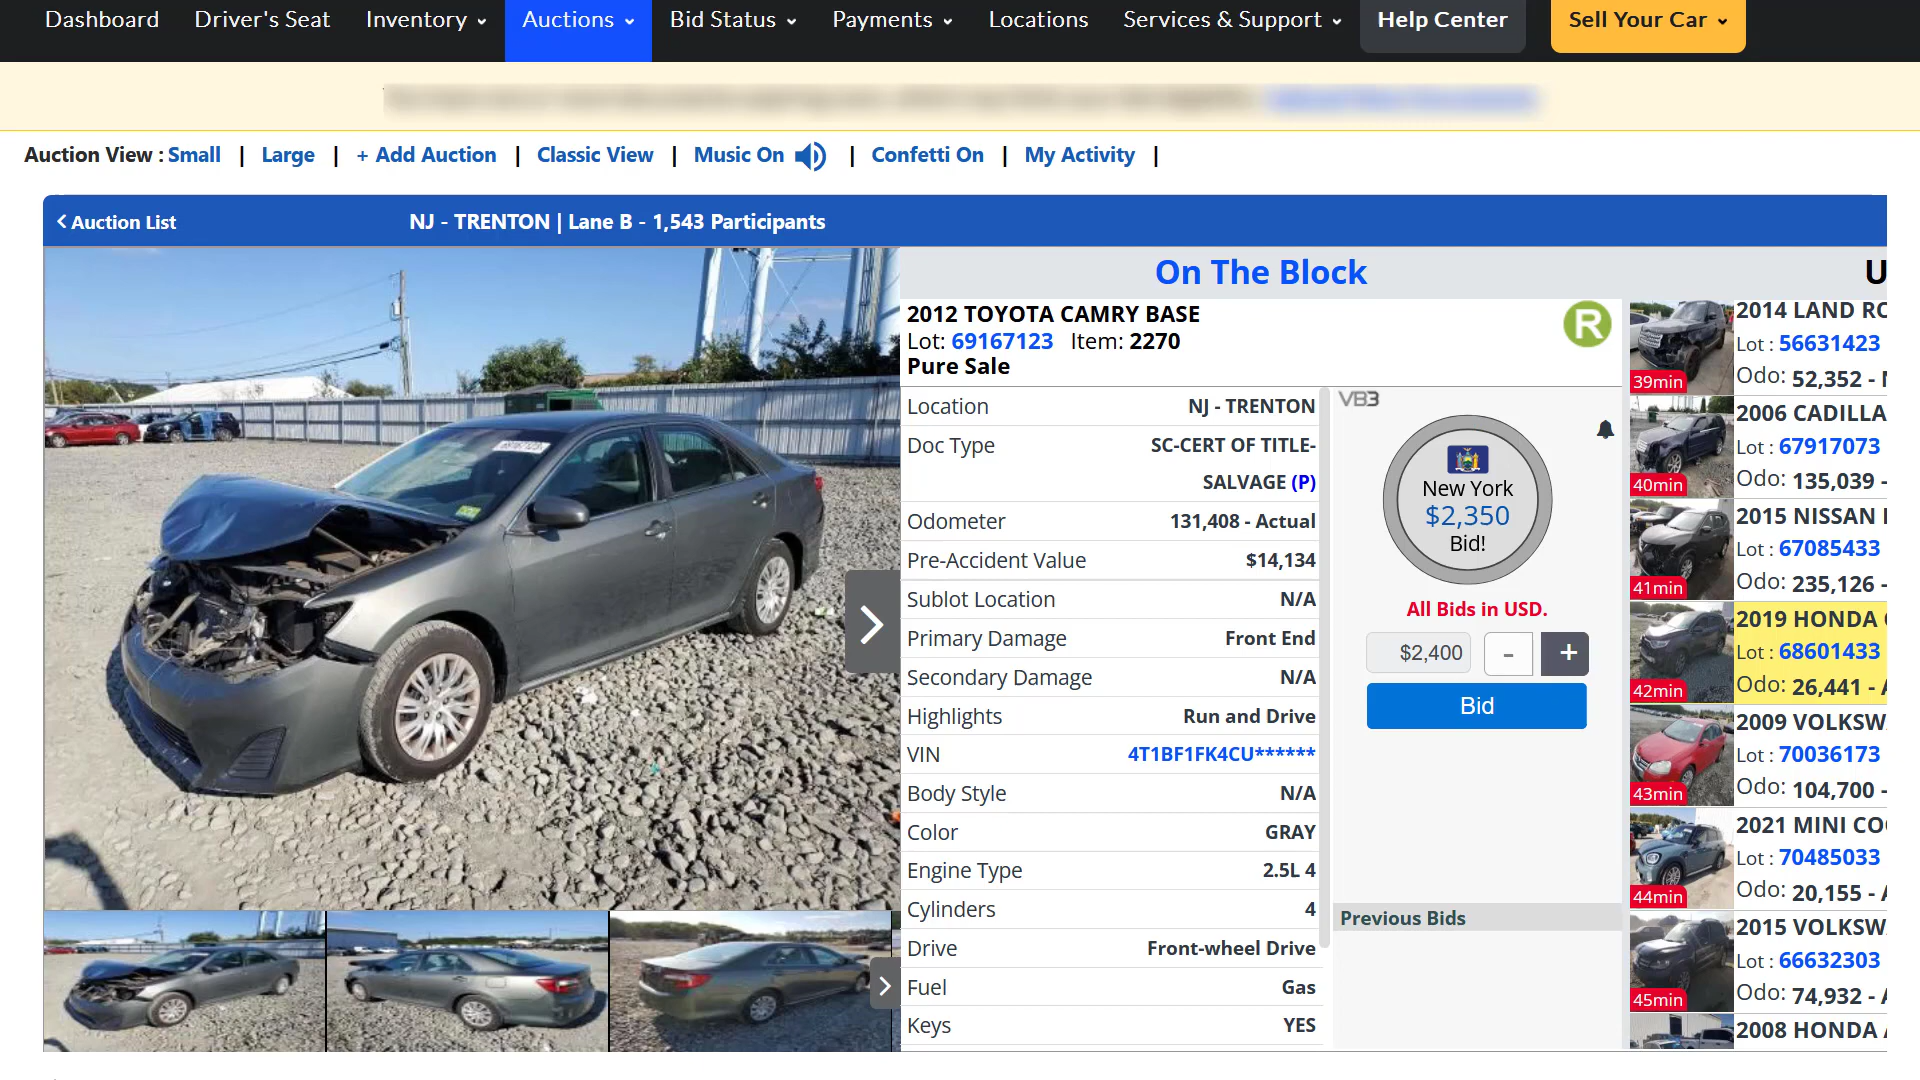 Dashboard
Driver's Seat
Inventory
Auctions
Bid Status
Payments
Locations
Services & Support
Help Center
Sell Your Car
Auction View : Small | Large | + Add Auction | Classic View | Music On | Confetti On | My Activity |
Auction List
NJ - TRENTON | Lane B - 1,543 Participants
On The Block
U
2012 TOYOTA CAMRY BASE
Lot: 69167123 Item: 2270
Pure Sale
R
Location NJ - TRENTON
Doc Type SC-CERT OF TITLE-
SALVAGE (P)
Odometer 131,408 - Actual
Pre-Accident Value $14,134
Sublot Location N/A
Primary Damage Front End
Secondary Damage N/A
Highlights Run and Drive
VIN 4T1BF1FK4CU******
Body Style N/A
Color GRAY
Engine Type 2.5L 4
Cylinders 4
Drive Front-wheel Drive
Fuel Gas
Keys YES
VB3
New York
$2,350
Bid!
All Bids in USD.
$2,400 - +
Bid
Previous Bids
2014 LAND RO
Lot : 56631423
Odo: 52,352 -
39min
2006 CADILLA
Lot : 67917073
Odo: 135,039 -
40min
2015 NISSAN
Lot : 67085433
Odo: 235,126 -
41min
2019 HONDA
Lot : 68601433
Odo: 26,441 - A
42min
2009 VOLKSW
Lot : 70036173
Odo: 104,700 -
43min
2021 MINI COO
Lot : 70485033
Odo: 20,155 - A
44min
2015 VOLKSW
Lot : 66632303
Odo: 74,932 - A
45min
2008 HONDA A